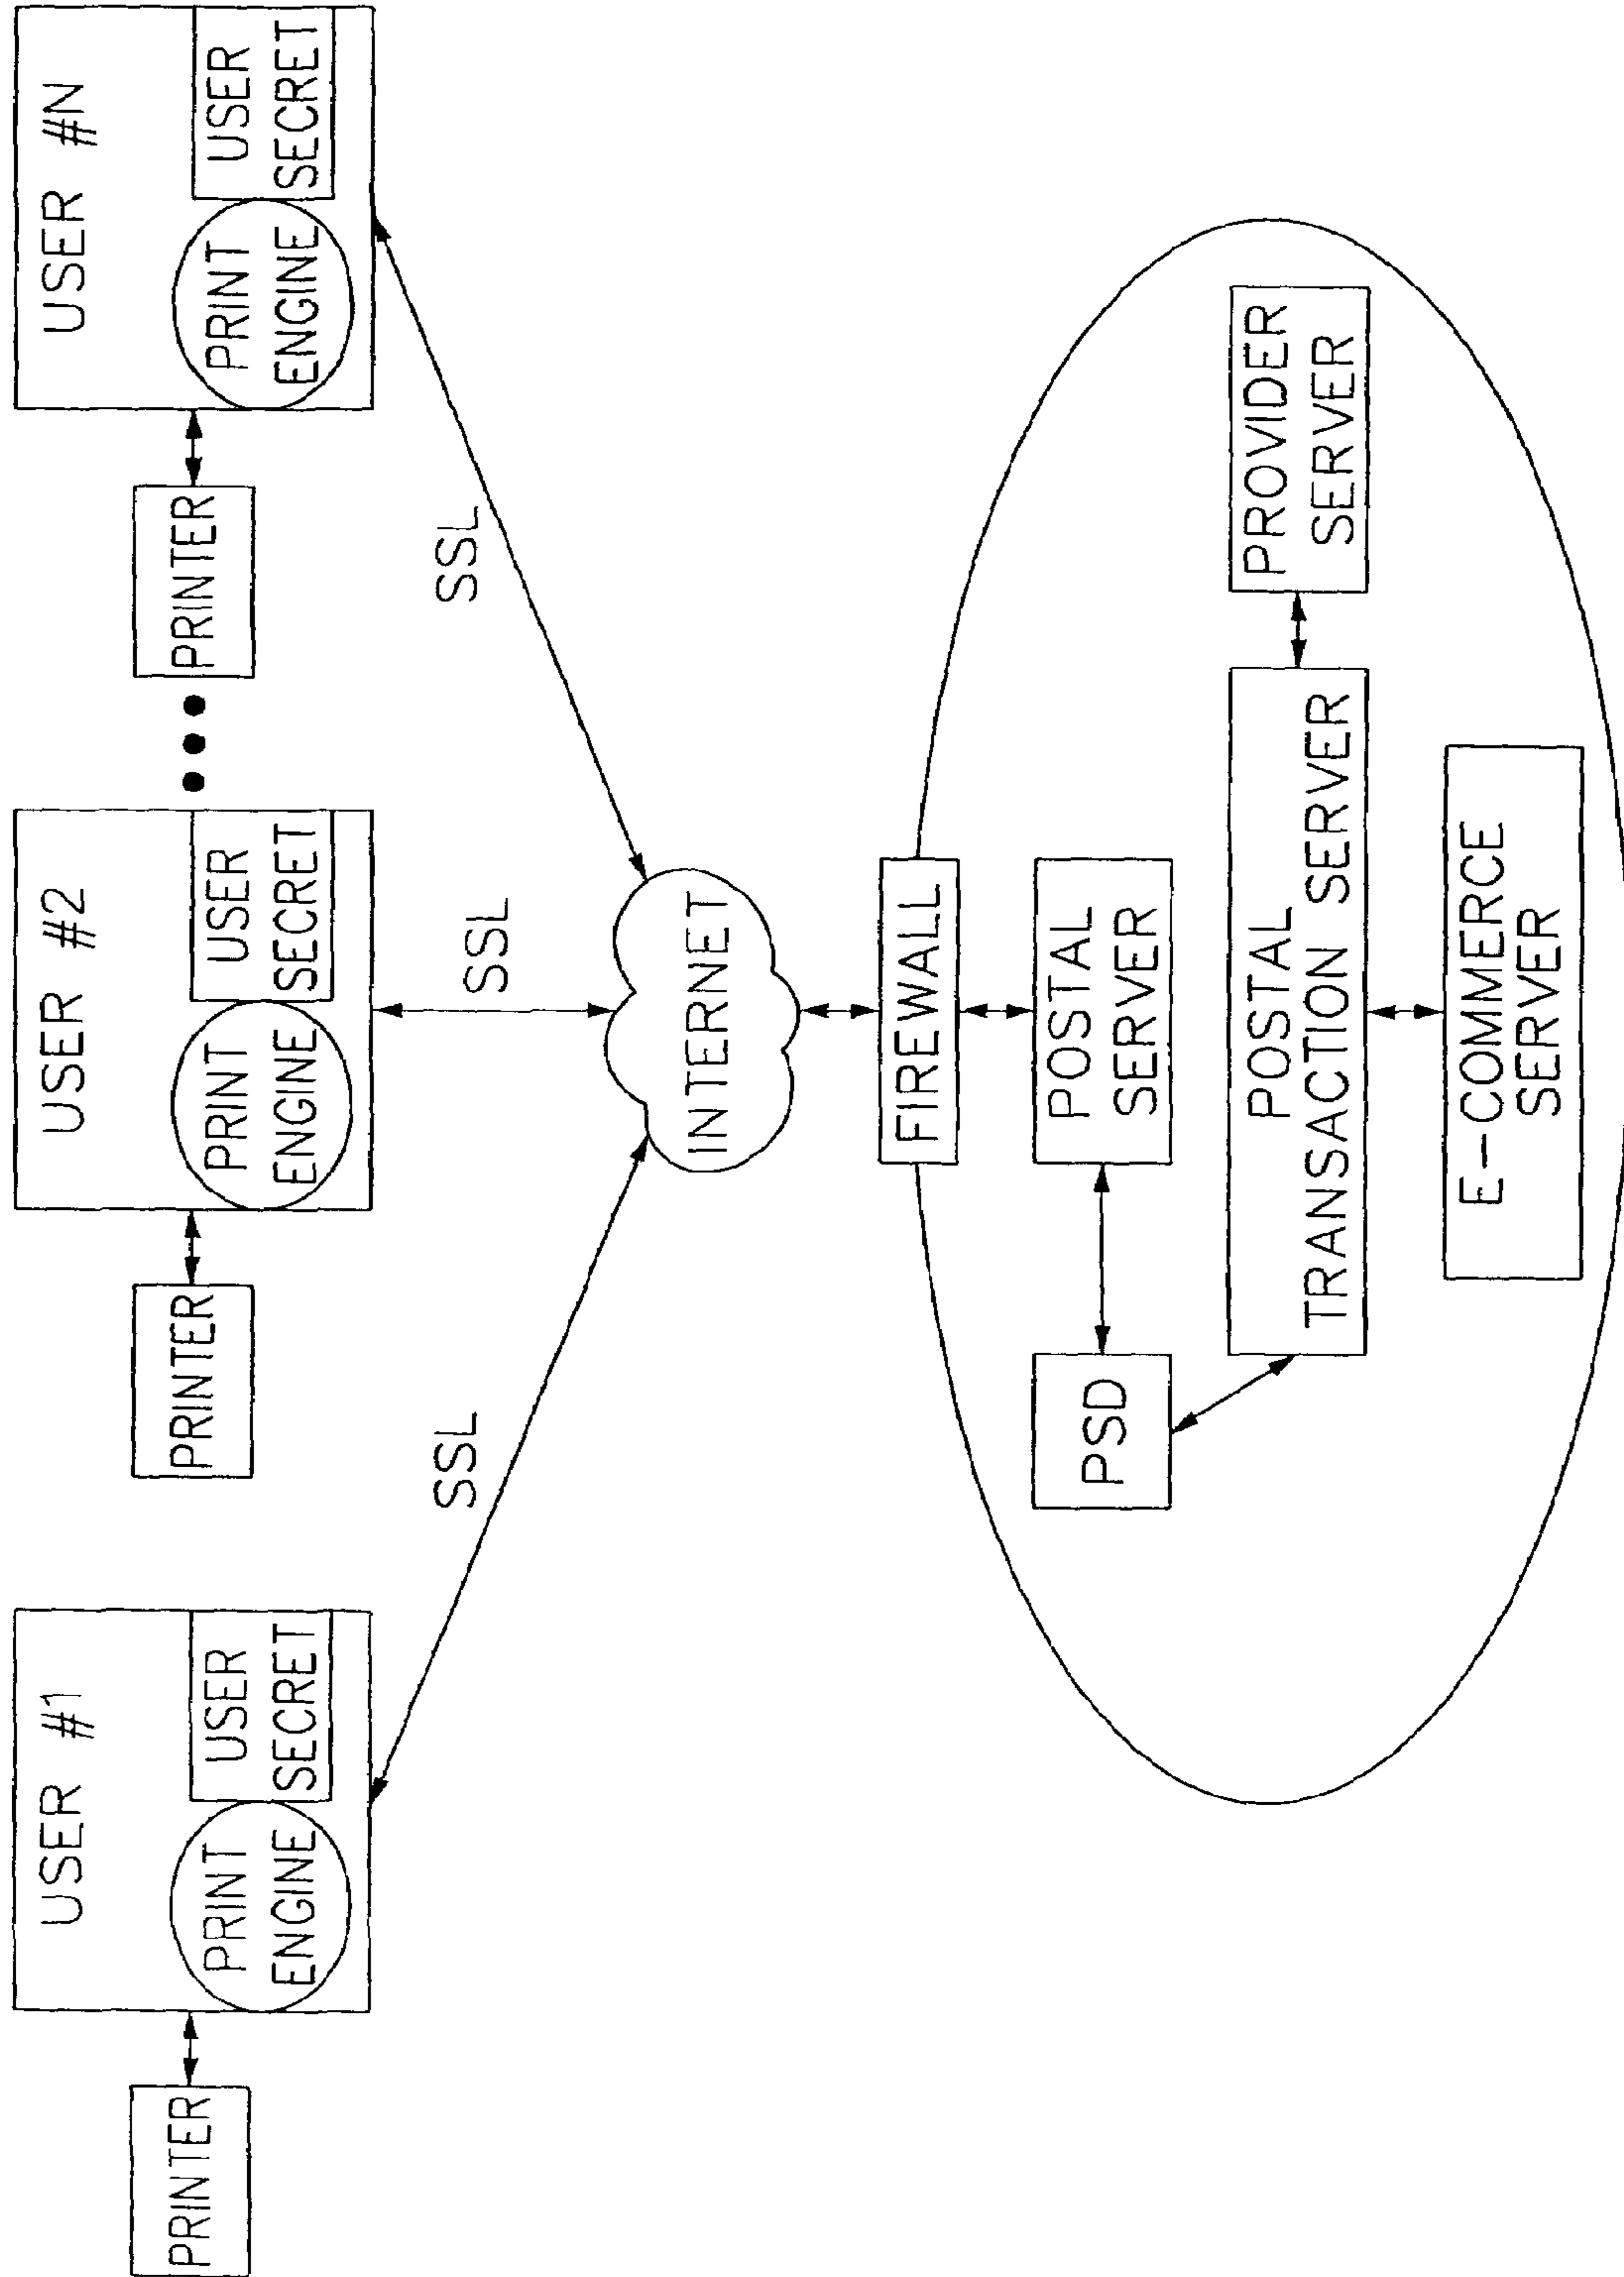 USER #1
PRINT
ENGINE
USER
SECRET
PRINTER
USER #2
PRINT
ENGINE
USER
SECRET
PRINTER
USER #N
PRINT
ENGINE
USER
SECRET
PRINTER
SSL
SSL
SSL
INTERNET
FIREWALL
PSD
POSTAL
SERVER
POSTAL
TRANSACTION SERVER
PROVIDER
SERVER
E-COMMERCE
SERVER